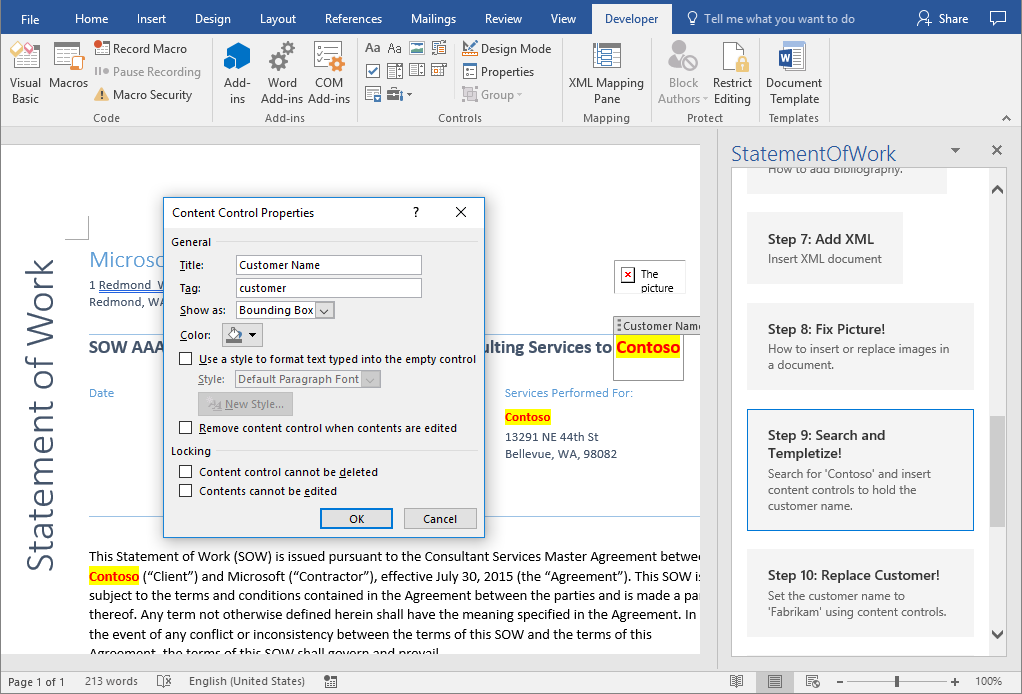 File Home Insert Design Layout References Mailings Review View Developer Tell me what you want to do Share
Visual Basic
Macros
Record Macro
Pause Recording
Macro Security
Code
Add-ins
Word Add-ins
COM Add-ins
Add-ins
Aa Aa
Design Mode
Properties
Group
Controls
XML Mapping Pane
Mapping
Block Authors
Restrict Editing
Protect
Document Template
Templates
Statement of Work
Microso
1 Redmond W
Redmond, WA
The
picture
Customer Name
SOW AAA
ulting Services to Contoso
Date
Services Performed For:
Contoso
13291 NE 44th St
Bellevue, WA, 98082
This Statement of Work (SOW) is issued pursuant to the Consultant Services Master Agreement betwee
Contoso (“Client”) and Microsoft (“Contractor”), effective July 30, 2015 (the “Agreement”). This SOW is
subject to the terms and conditions contained in the Agreement between the parties and is made a pa
thereof. Any term not otherwise defined herein shall have the meaning specified in the Agreement. In
the event of any conflict or inconsistency between the terms of this SOW and the terms of this
Agreement, the terms of this SOW shall govern and prevail.
Content Control Properties ?
General
Title: Customer Name
Tag: customer
Show as: Bounding Box
Color:
Use a style to format text typed into the empty control
Style: Default Paragraph Font
New Style...
Remove content control when contents are edited
Locking
Content control cannot be deleted
Contents cannot be edited
OK Cancel
StatementOfWork
How to add Bibliography.
Step 7: Add XML
Insert XML document
Step 8: Fix Picture!
How to insert or replace images in
a document.
Step 9: Search and
Templetize!
Search for 'Contoso' and insert
content controls to hold the
customer name.
Step 10: Replace Customer!
Set the customer name to
'Fabrikam' using content controls.
Page 1 of 1 213 words English (United States) 100%